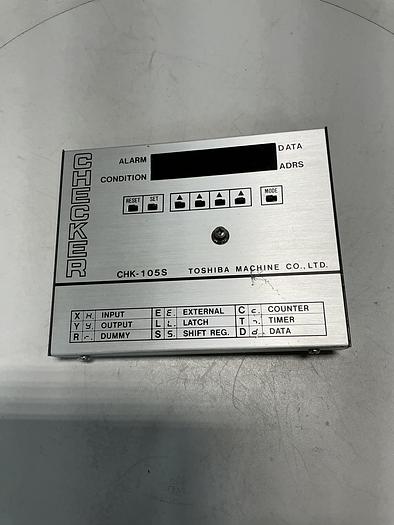 CHECKER
ALARM DATA
CONDITION ADRS
RESET SET MODE
CHK-105S TOSHIBA MACHINE CO., LTD.
X INPUT E E. EXTERNAL C c. COUNTER
Y y. OUTPUT L L. LATCH T TIMER
R r. DUMMY S S. SHIFT REG. D d. DATA